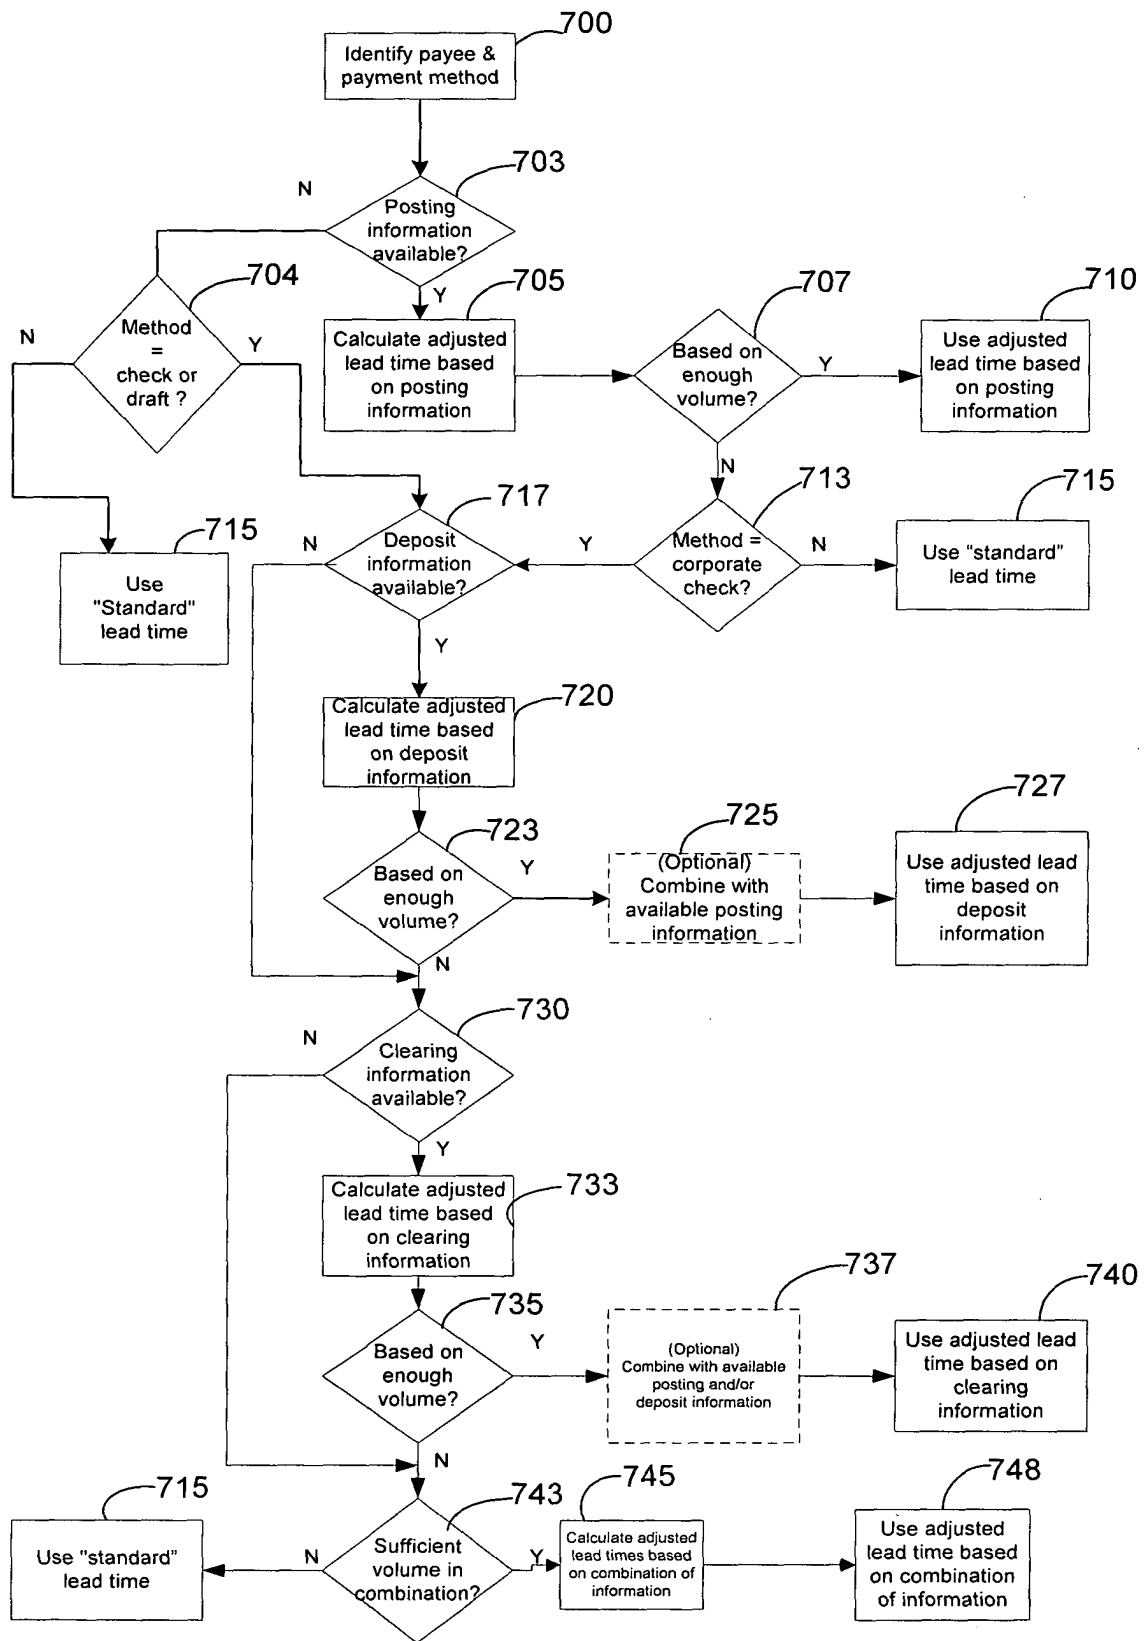 700
Identify payee &
payment method
703
N
Posting
information
available?
Y
704
N
Method
=
check or
draft ?
Y
705
Calculate adjusted
lead time based
on posting
information
707
Based on
enough
volume?
Y
710
Use adjusted
lead time based
on posting
information
N
713
Method =
corporate
check?
Y
N
715
Use "standard"
lead time
715
Use
"Standard"
lead time
717
N
Deposit
information
available?
Y
720
Calculate adjusted
lead time based
on deposit
information
723
Based on
enough
volume?
Y
725
(Optional)
Combine with
available posting
information
727
Use adjusted lead
time based on
deposit
information
N
730
N
Clearing
information
available?
Y
733
Calculate adjusted
lead time based
on clearing
information
735
Based on
enough
volume?
Y
737
(Optional)
Combine with available
posting and/or
deposit information
740
Use adjusted lead
time based on
clearing
information
N
743
Sufficient
volume in
combination?
N
715
Use "standard"
lead time
Y
745
Calculate adjusted
lead times based
on combination of
information
748
Use adjusted
lead time based
on combination
of information